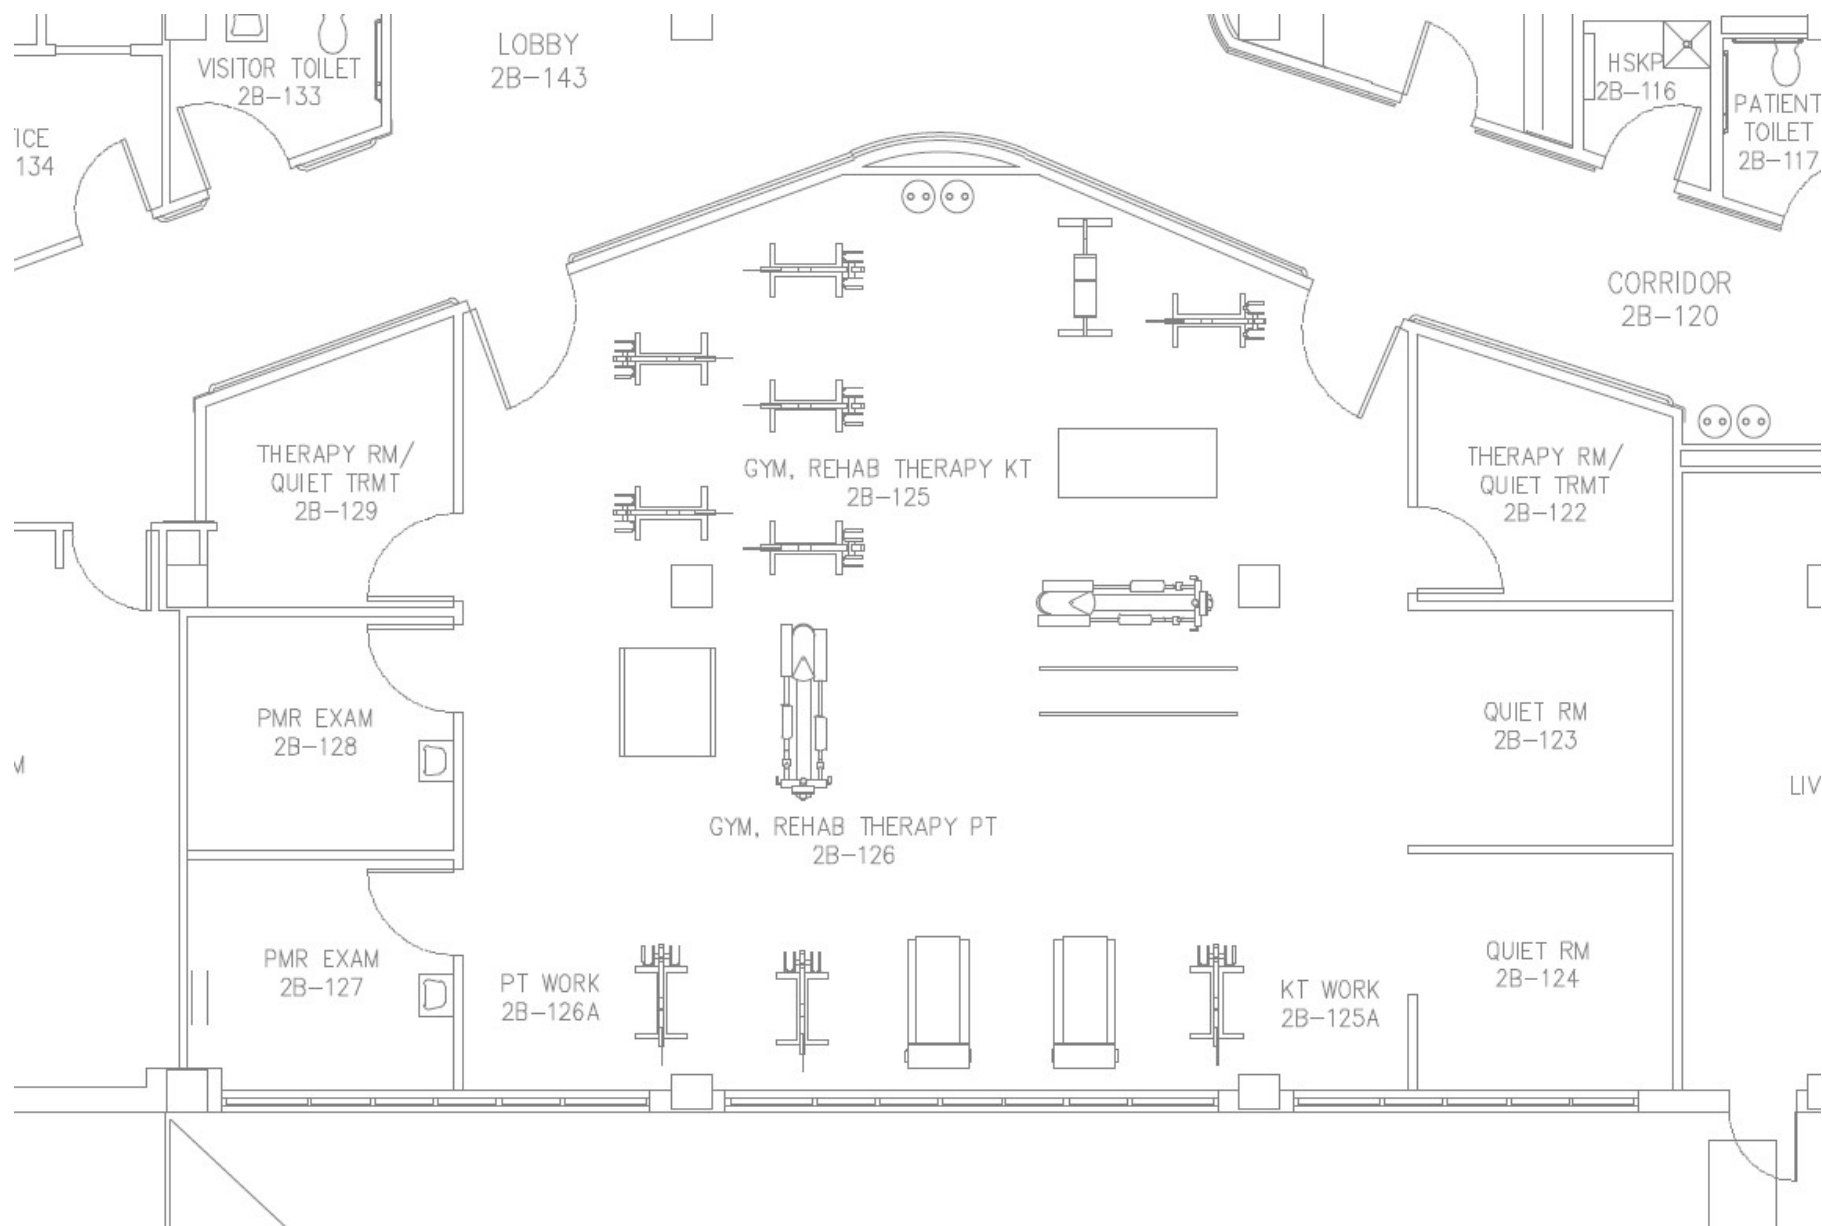 LOBBY
2B-143
VISITOR TOILET
2B-133
HSKP
2B-116
PATIENT
TOILET
2B-117
ICE
134
CORRIDOR
2B-120
THERAPY RM/
QUIET TRMT
2B-129
GYM, REHAB THERAPY KT
2B-125
THERAPY RM/
QUIET TRMT
2B-122
PMR EXAM
2B-128
QUIET RM
2B-123
M
LIV
GYM, REHAB THERAPY PT
2B-126
PMR EXAM
2B-127
PT WORK
2B-126A
KT WORK
2B-125A
QUIET RM
2B-124